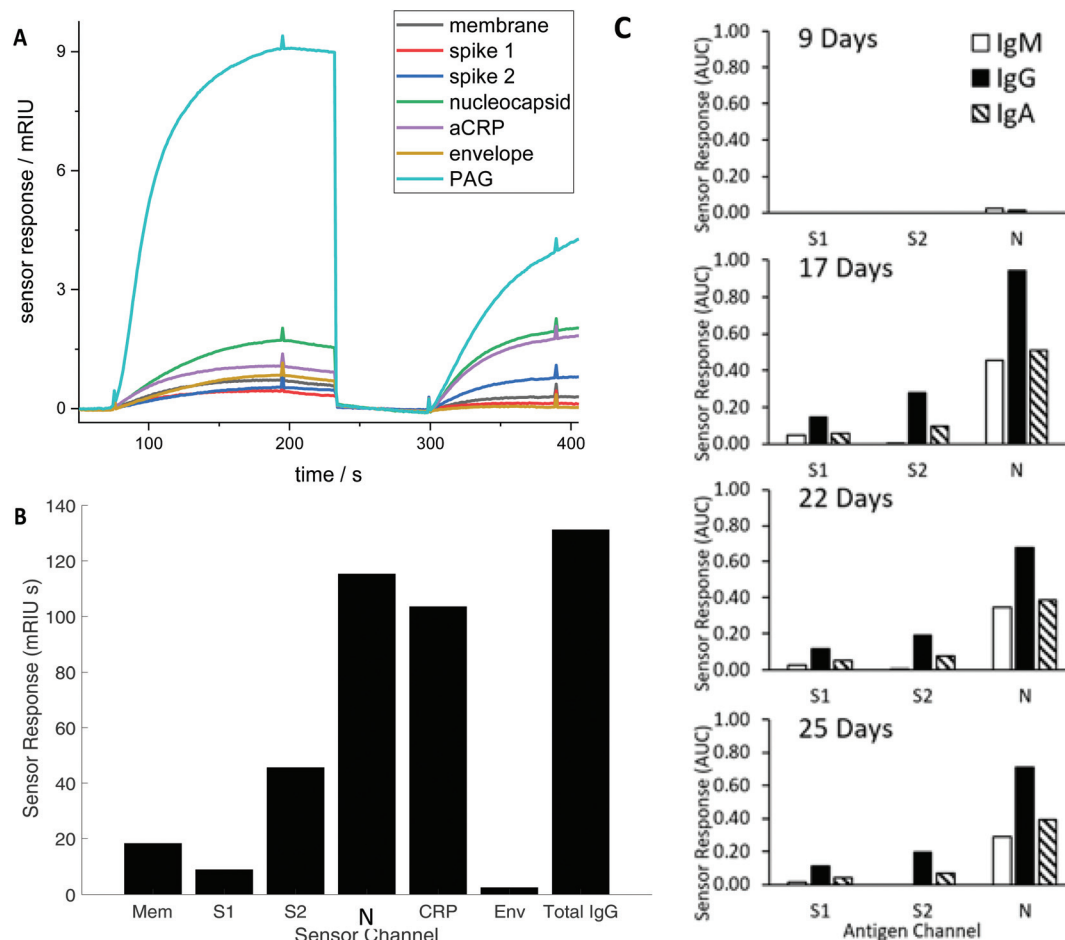 A
sensor response / mRIU
9
6
3
0
100
200
300
400
time / s
membrane
spike 1
spike 2
nucleocapsid
aCRP
envelope
PAG
B
Sensor Response (mRIU s)
140
120
100
80
60
40
20
0
Mem S1 S2 N CRP Env Total IgG
Sensor Channel
C
9 Days
IgM
IgG
IgA
Sensor Response (AUC)
1.00
0.80
0.60
0.40
0.20
0.00
S1 S2 N
17 Days
Sensor Response (AUC)
1.00
0.80
0.60
0.40
0.20
0.00
S1 S2 N
22 Days
Sensor Response (AUC)
1.00
0.80
0.60
0.40
0.20
0.00
S1 S2 N
25 Days
Sensor Response (AUC)
1.00
0.80
0.60
0.40
0.20
0.00
S1 S2 N
Antigen Channel